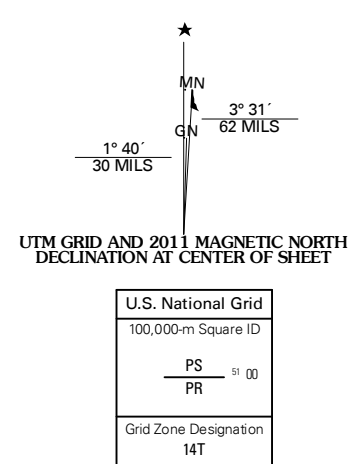 MN
3° 31´
62 MILS
GN
1° 40´
30 MILS
UTM GRID AND 2011 MAGNETIC NORTH
DECLINATION AT CENTER OF SHEET
U.S. National Grid
100,000-m Square ID
PS
51 00
PR
Grid Zone Designation
14T